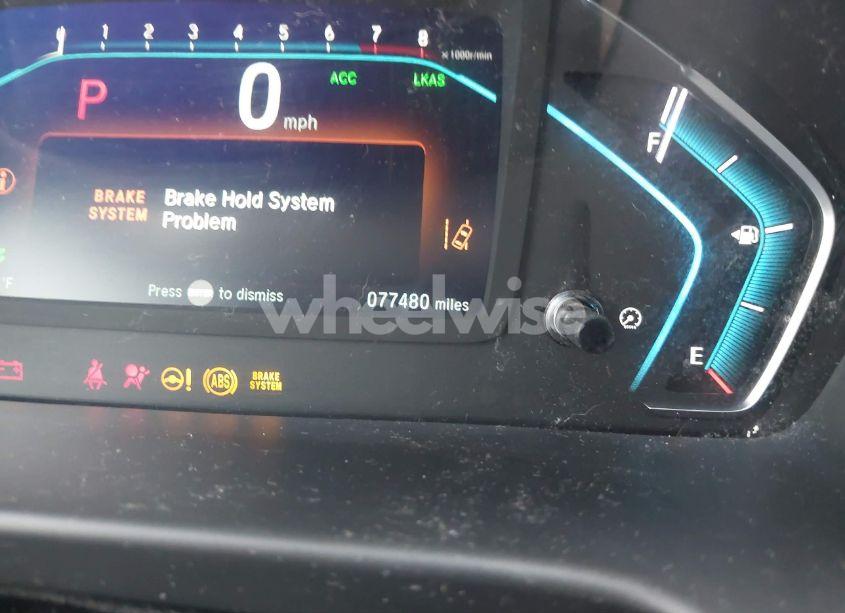 1 2 3 4 5 6 7 8
×1000r/min
P 0 mph
ACC LKAS
BRAKE SYSTEM
Brake Hold System
Problem
Press to dismiss
077480 miles
°F
F
E
wheelwise
ABS
BRAKE
SYSTEM